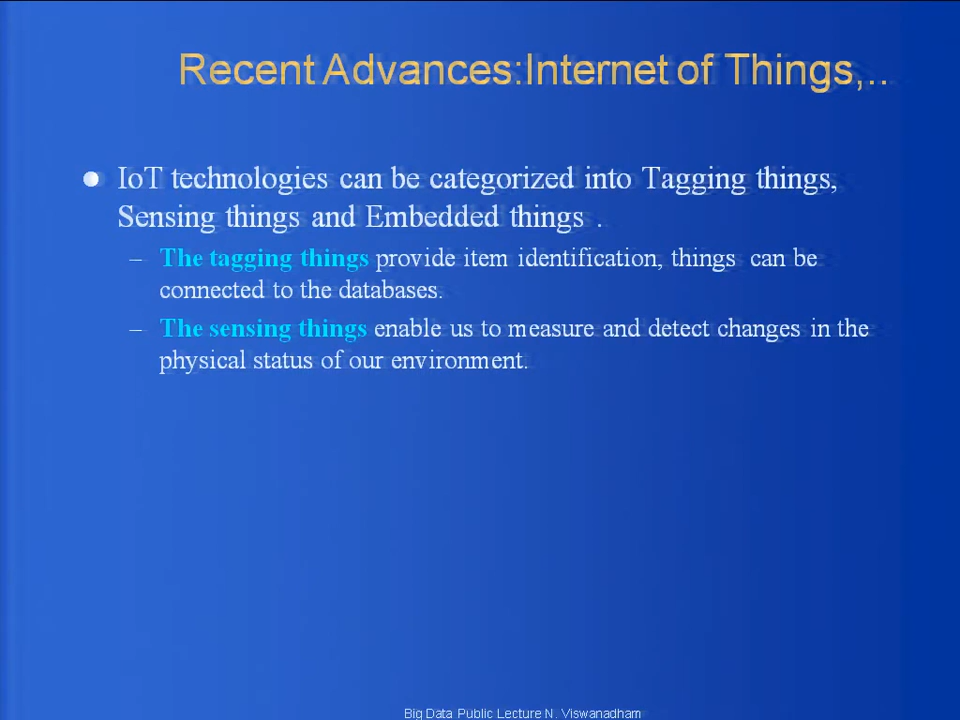 Recent Advances:Internet of Things,..
● IoT technologies can be categorized into Tagging things,
Sensing things and Embedded things .
– The tagging things provide item identification, things can be
connected to the databases.
– The sensing things enable us to measure and detect changes in the
physical status of our environment.
Big Data Public Lecture N. Viswanadham